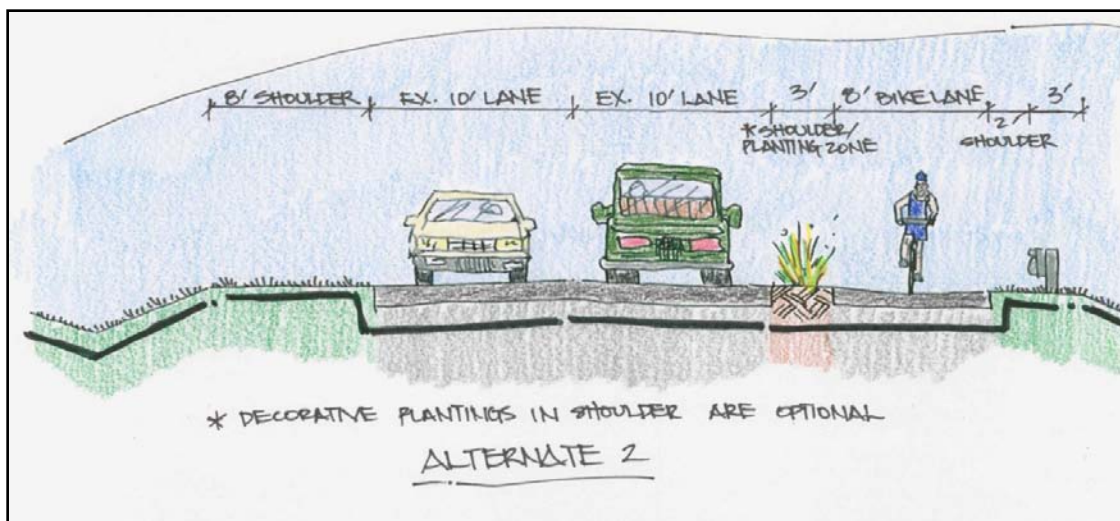 8' SHOULDER EX. 10' LANE EX. 10' LANE 3' 8' BIKE LANE 2' 3'
* SHOULDER/
PLANTING ZONE
SHOULDER
* DECORATIVE PLANTINGS IN SHOULDER ARE OPTIONAL
ALTERNATE 2